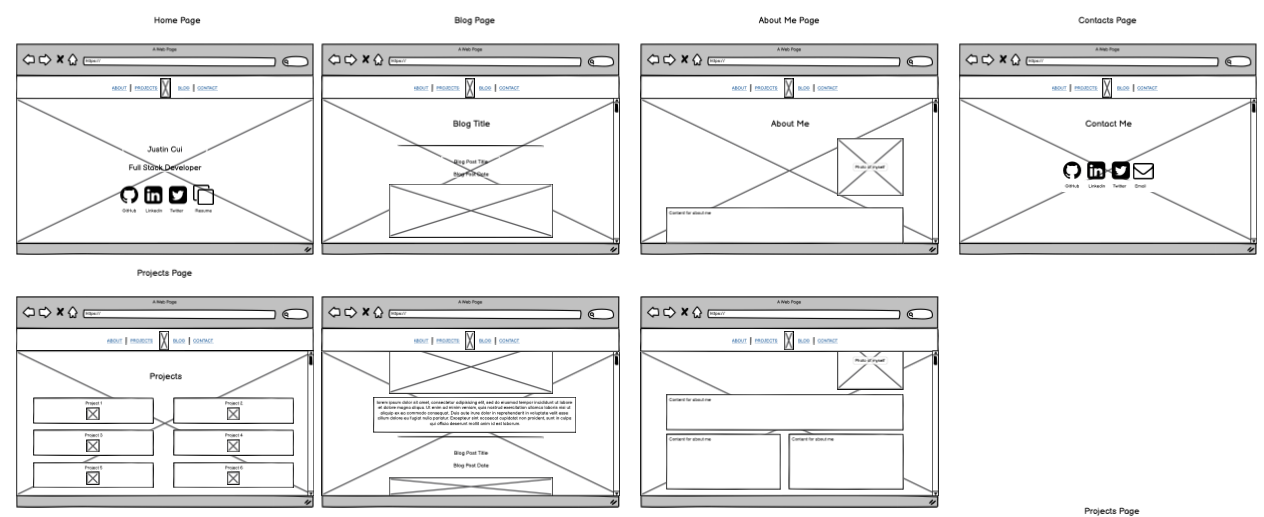 Home Page
Blog Page
About Me Page
Contacts Page
A Web Page
https://
ABOUT PROJECTS BLOG CONTACT
Justin Cui
Full Stack Developer
GitHub LinkedIn Twitter Resume
A Web Page
https://
ABOUT PROJECTS BLOG CONTACT
Blog Title
Blog Post Title
Blog Post Date
A Web Page
https://
ABOUT PROJECTS BLOG CONTACT
About Me
Photo of myself
Content for about me
A Web Page
https://
ABOUT PROJECTS BLOG CONTACT
Contact Me
GitHub LinkedIn Twitter Email
Projects Page
A Web Page
https://
ABOUT PROJECTS BLOG CONTACT
Projects
Project 1 Project 2
Project 3 Project 4
Project 5 Project 6
A Web Page
https://
ABOUT PROJECTS BLOG CONTACT
lorem ipsum dolor sit amet, consectetur adipiscing elit, sed do eiusmod tempor incididunt ut labore
et dolore magna aliqua. Ut enim ad minim veniam, quis nostrud exercitation ullamco laboris nisi ut
aliquip ex ea commodo consequat. Duis aute irure dolor in reprehenderit in voluptate velit esse
cillum dolore eu fugiat nulla pariatur. Excepteur sint occaecat cupidatat non proident, sunt in culpa
qui officia deserunt mollit anim id est laborum.
Blog Post Title
Blog Post Date
A Web Page
https://
ABOUT PROJECTS BLOG CONTACT
Photo of myself
Content for about me
Content for about me
Content for about me
Projects Page